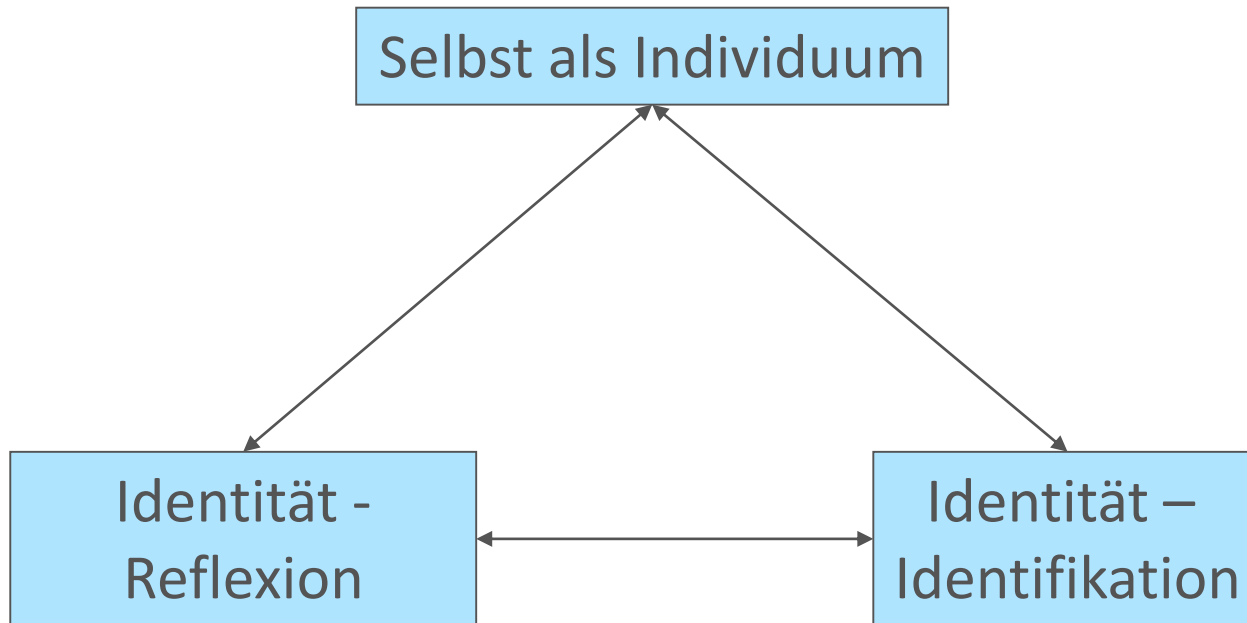 Selbst als Individuum
Identität -
Reflexion
Identität –
Identifikation